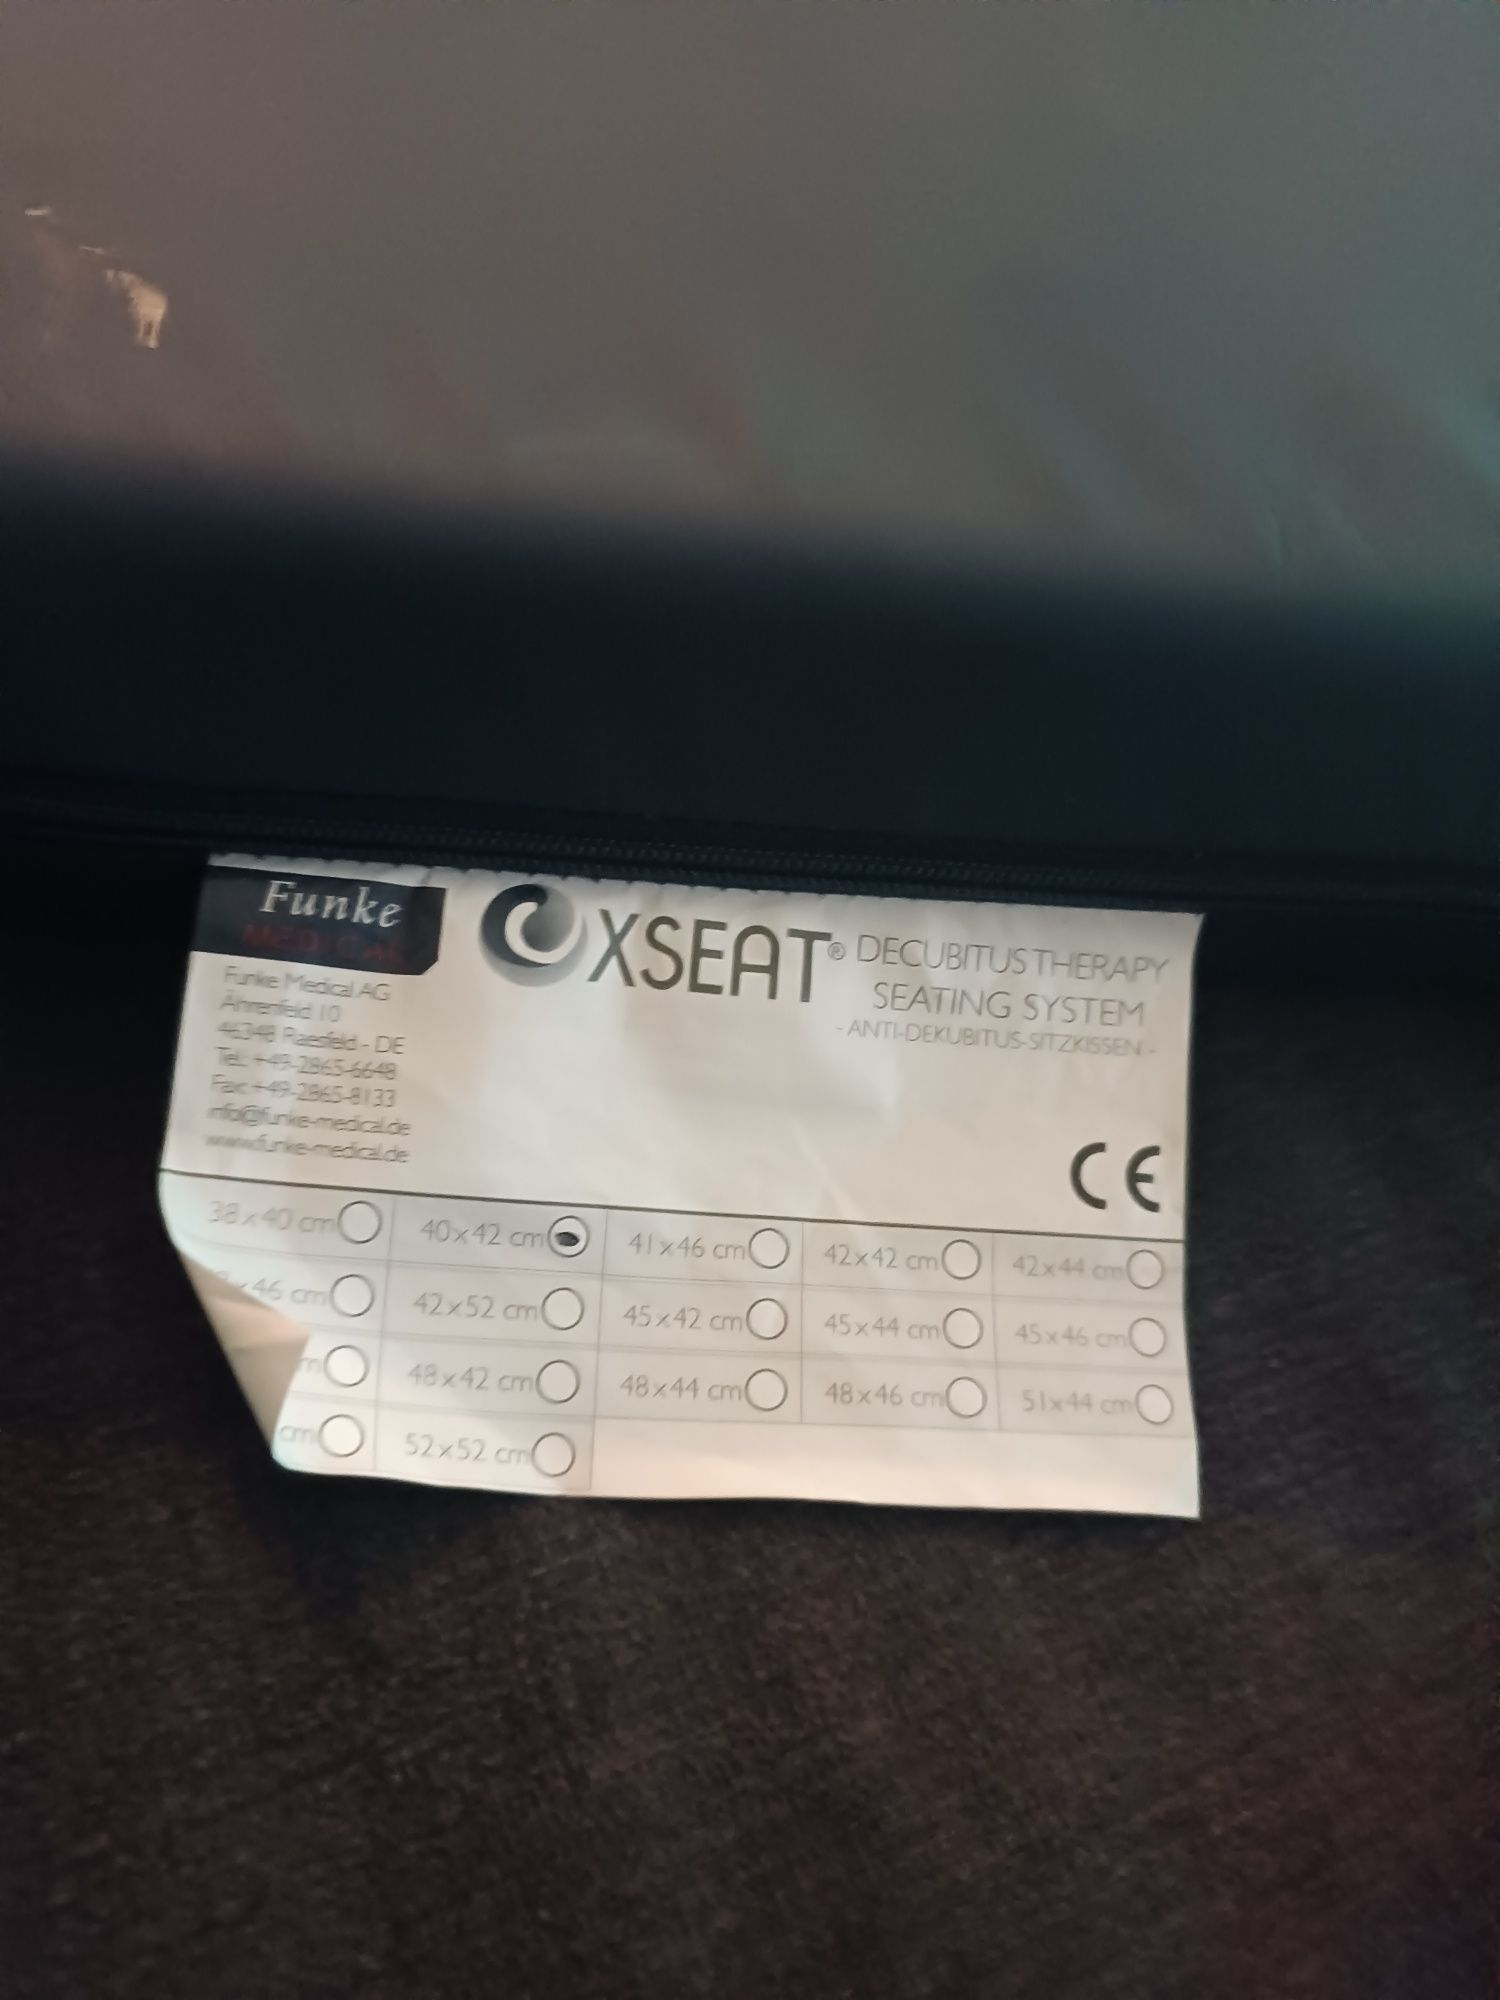 Funke
MEDICAL
XSEAT® DECUBITUS THERAPY
SEATING SYSTEM
- ANTI-DEKUBITUS-SITZKISSEN -
Funke Medical AG
Ährenfeld 10
46348 Raesfeld - DE
Tel.: +49-2865-6648
Fax: +49-2865-8133
info@funke-medical.de
www.funke-medical.de
CE
38x40 cm 40x42 cm 41x46 cm 42x42 cm 42x44 cm
46 cm 42x52 cm 45x42 cm 45x44 cm 45x46 cm
48x42 cm 48x44 cm 48x46 cm 51x44 cm
cm 52x52 cm